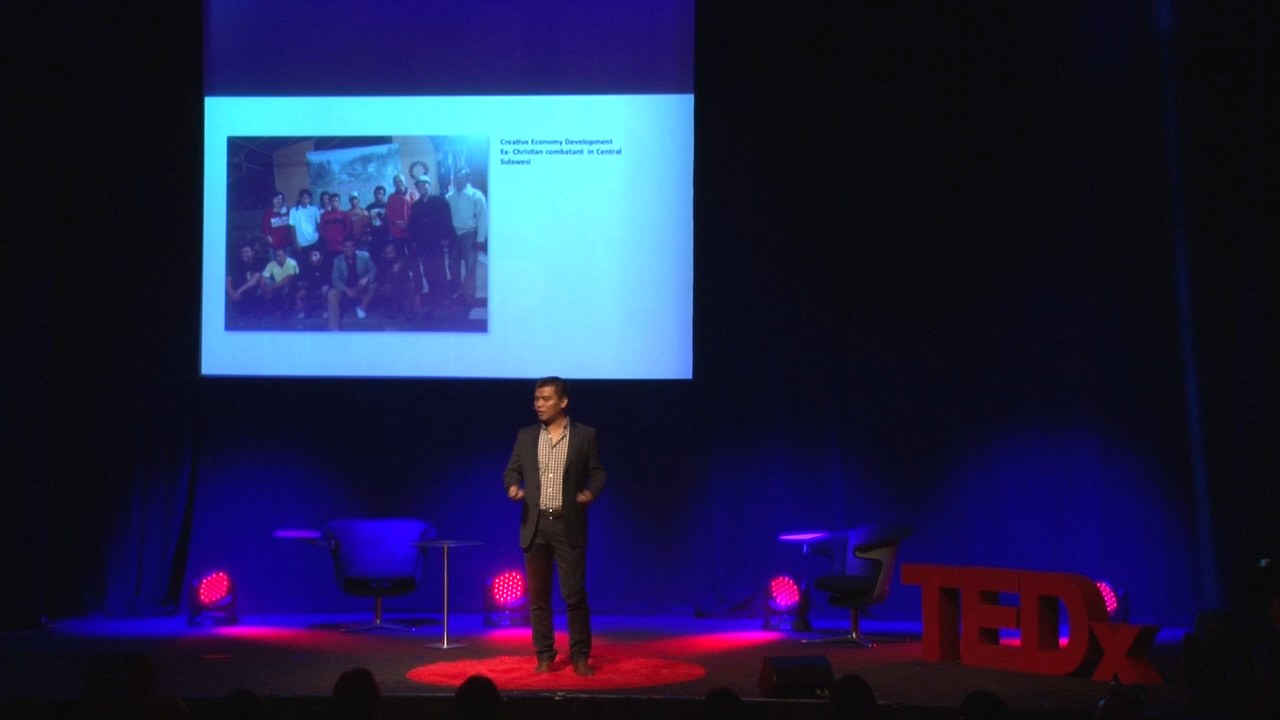 Creative Economy Development
Ex- Christian combatant  in Central
Sulawesi
TEDx